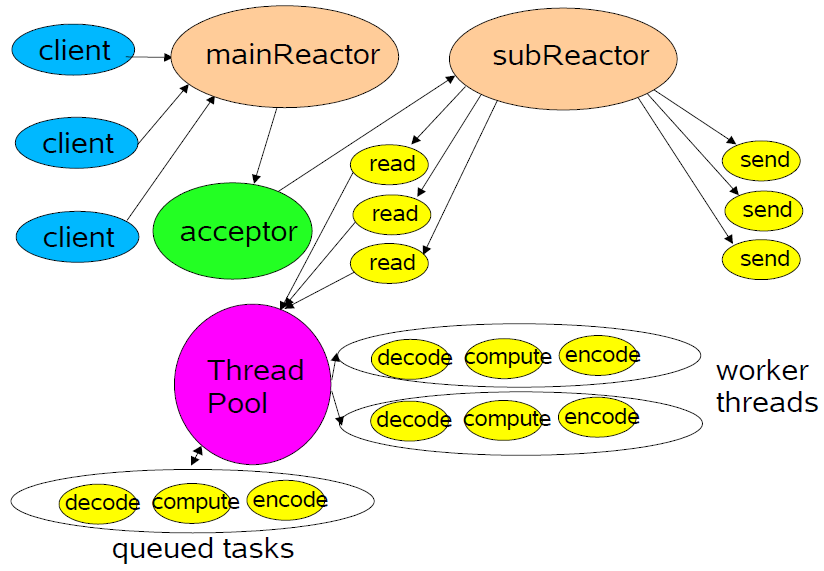 client
mainReactor
subReactor
client
read
send
client
acceptor
read
send
read
send
Thread
Pool
decode compute encode
worker
threads
decode compute encode
decode compute encode
queued tasks